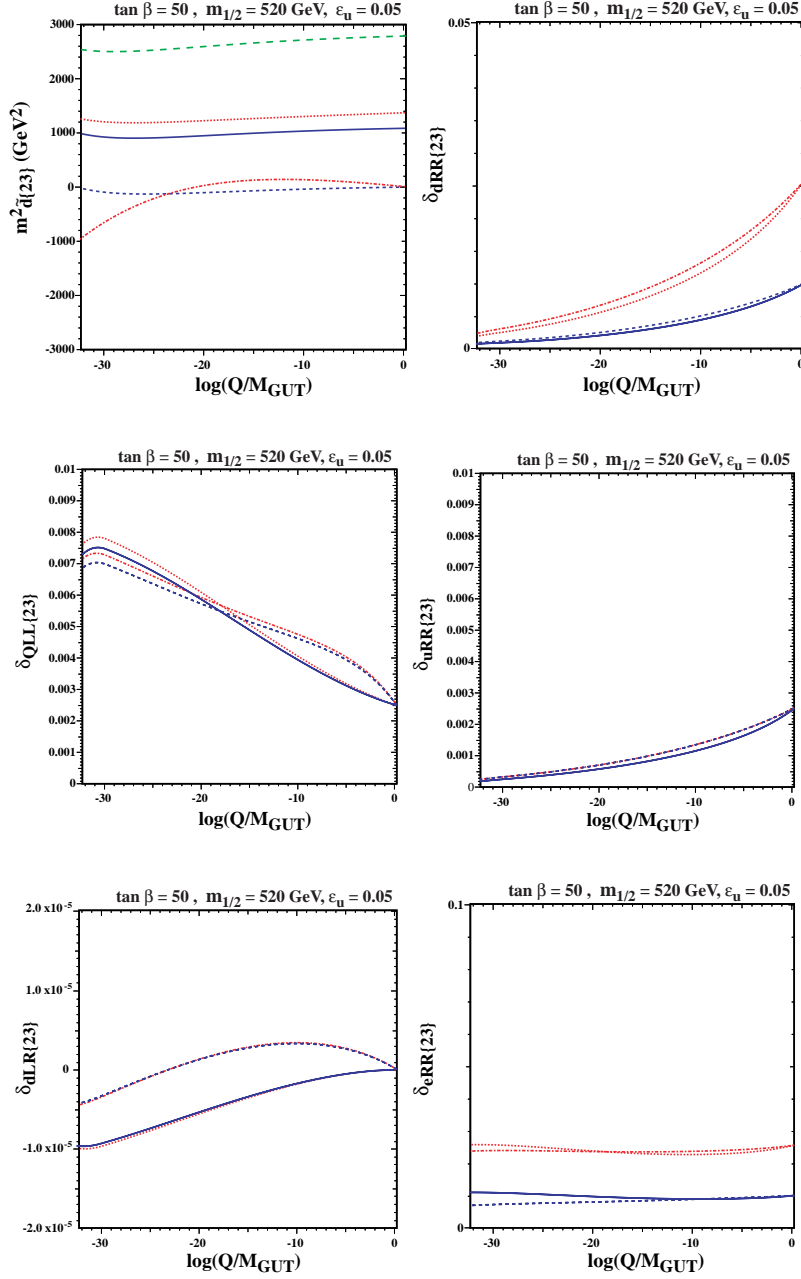 tan β = 50 , m1/2 = 520 GeV, εu = 0.05
3000
2000
1000
0
-1000
-2000
-3000
m² d̃{23} (GeV²)
-30 -20 -10 0
log(Q/MGUT)
tan β = 50 , m1/2 = 520 GeV, εu = 0.05
0.05
0
δdRR{23}
-30 -20 -10 0
log(Q/MGUT)
tan β = 50 , m1/2 = 520 GeV, εu = 0.05
0.01
0.009
0.008
0.007
0.006
0.005
0.004
0.003
0.002
0.001
0
δQLL{23}
-30 -20 -10 0
log(Q/MGUT)
tan β = 50 , m1/2 = 520 GeV, εu = 0.05
0.01
0.009
0.008
0.007
0.006
0.005
0.004
0.003
0.002
0.001
0
δuRR{23}
-30 -20 -10 0
log(Q/MGUT)
tan β = 50 , m1/2 = 520 GeV, εu = 0.05
2.0 x10-5
1.0 x10-5
0
-1.0 x10-5
-2.0 x10-5
δdLR{23}
-30 -20 -10 0
log(Q/MGUT)
tan β = 50 , m1/2 = 520 GeV, εu = 0.05
0.1
0
δeRR{23}
-30 -20 -10 0
log(Q/MGUT)